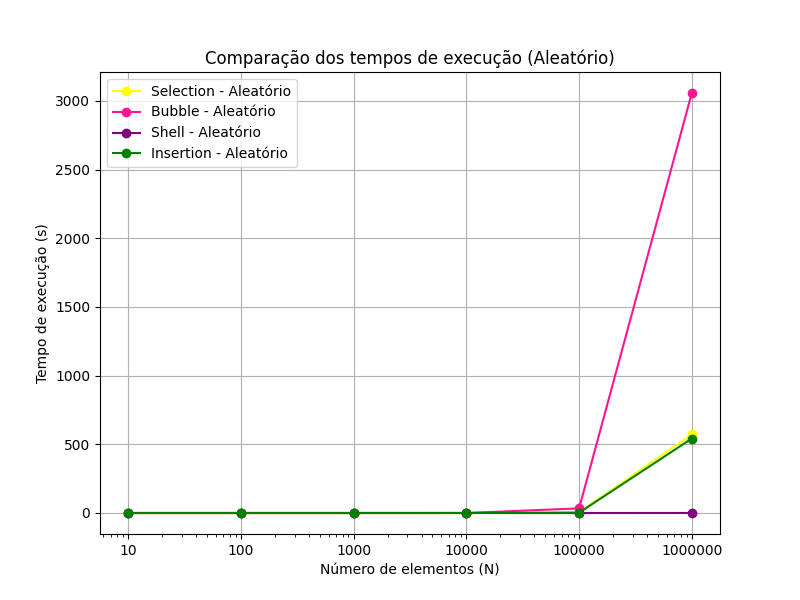 Comparação dos tempos de execução (Aleatório)
Selection - Aleatório
Bubble - Aleatório
Shell - Aleatório
Insertion - Aleatório
Tempo de execução (s)
3000
2500
2000
1500
1000
500
0
10 100 1000 10000 100000 1000000
Número de elementos (N)